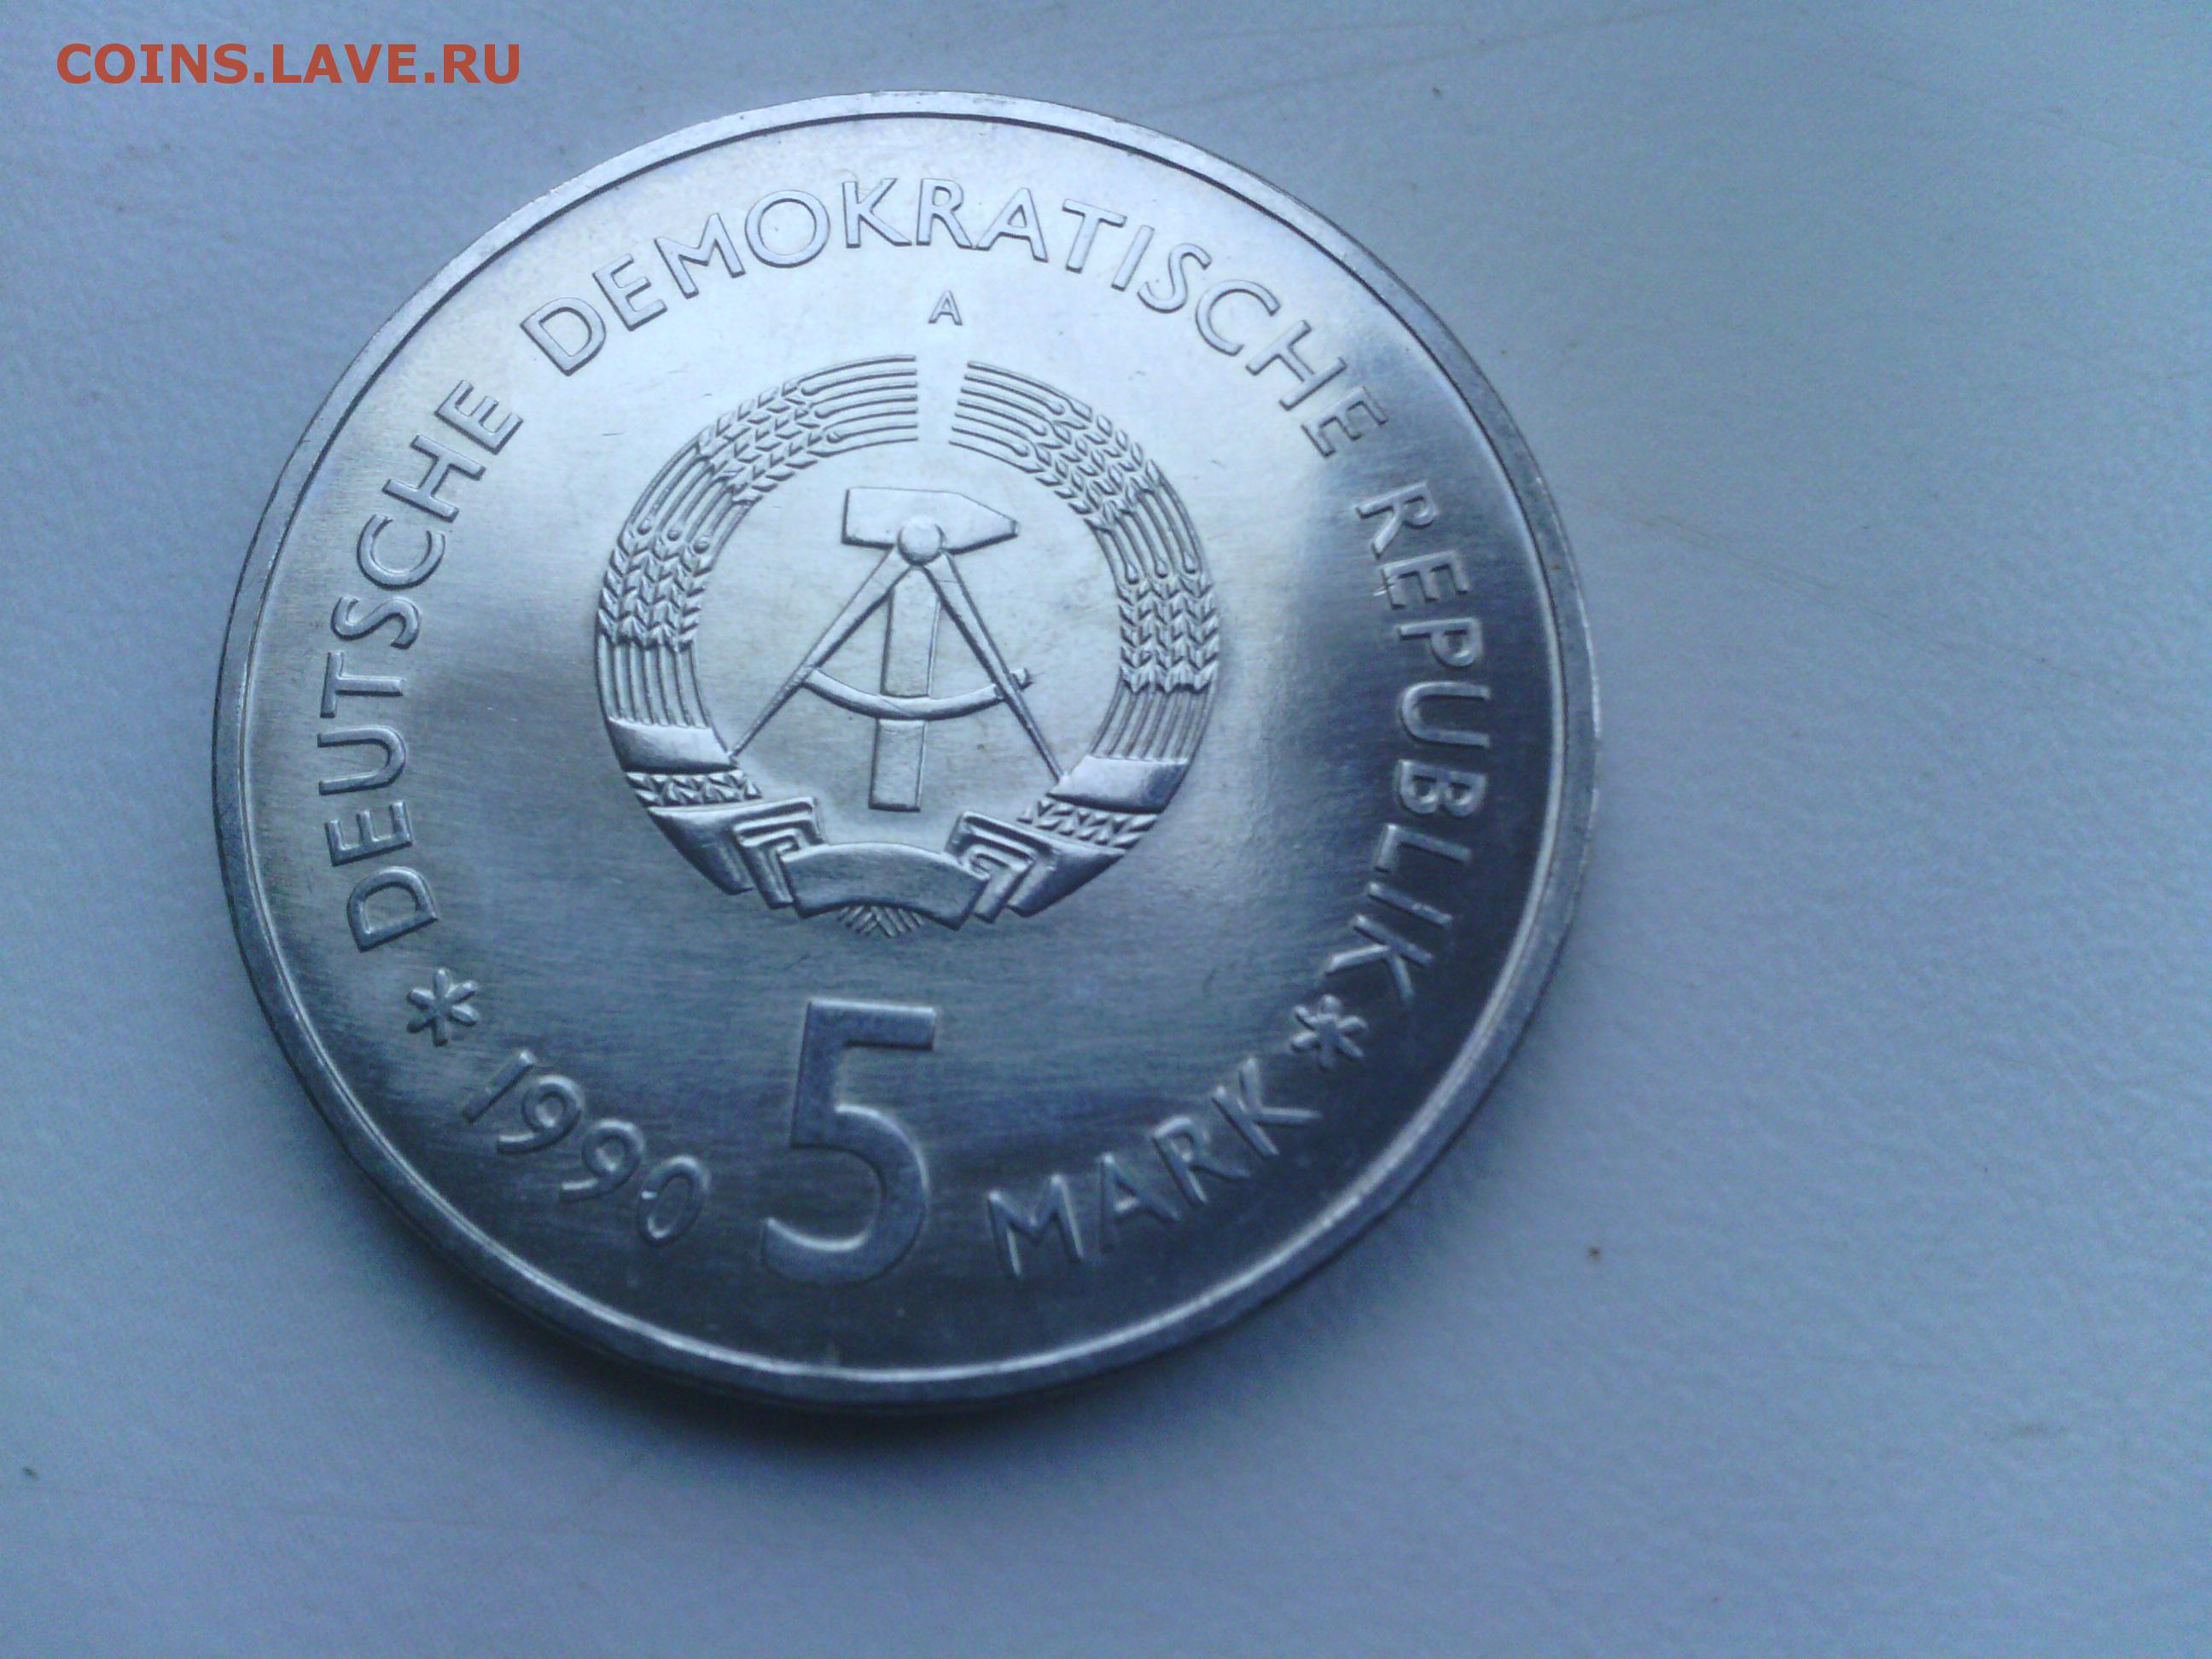 COINS.LAVE.RU
DEUTSCHE DEMOKRATISCHE REPUBLIK
A
* 1990 5 MARK *